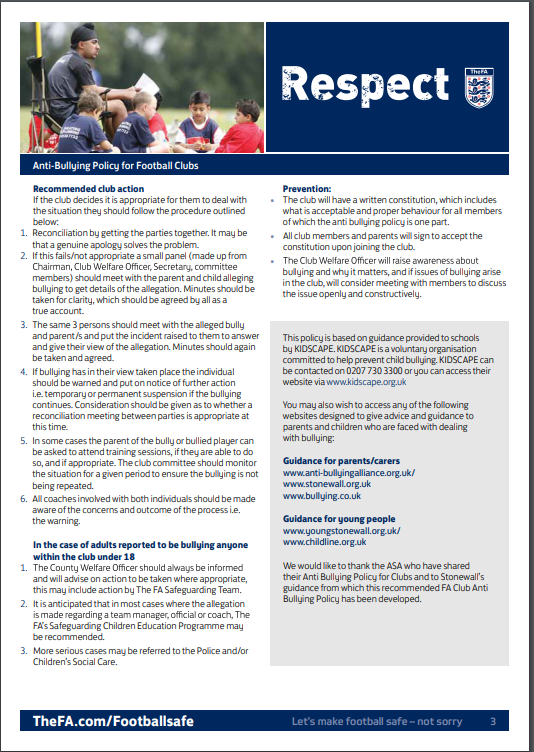 Respect
TheFA
Anti-Bullying Policy for Football Clubs
Recommended club action
If the club decides it is appropriate for them to deal with
the situation they should follow the procedure outlined
below:
1. Reconciliation by getting the parties together. It may be
that a genuine apology solves the problem.
2. If this fails/not appropriate a small panel (made up from
Chairman, Club Welfare Officer, Secretary, committee
members) should meet with the parent and child alleging
bullying to get details of the allegation. Minutes should be
taken for clarity, which should be agreed by all as a
true account.
3. The same 3 persons should meet with the alleged bully
and parent/s and put the incident raised to them to answer
and give their view of the allegation. Minutes should again
be taken and agreed.
4. If bullying has in their view taken place the individual
should be warned and put on notice of further action
i.e. temporary or permanent suspension if the bullying
continues. Consideration should be given as to whether a
reconciliation meeting between parties is appropriate at
this time.
5. In some cases the parent of the bully or bullied player can
be asked to attend training sessions, if they are able to do
so, and if appropriate. The club committee should monitor
the situation for a given period to ensure the bullying is not
being repeated.
6. All coaches involved with both individuals should be made
aware of the concerns and outcome of the process i.e.
the warning.
In the case of adults reported to be bullying anyone
within the club under 18
1. The County Welfare Officer should always be informed
and will advise on action to be taken where appropriate,
this may include action by The FA Safeguarding Team.
2. It is anticipated that in most cases where the allegation
is made regarding a team manager, official or coach, The
FA's Safeguarding Children Education Programme may
be recommended.
3. More serious cases may be referred to the Police and/or
Children's Social Care.
Prevention:
• The club will have a written constitution, which includes
what is acceptable and proper behaviour for all members
of which the anti bullying policy is one part.
• All club members and parents will sign to accept the
constitution upon joining the club.
• The Club Welfare Officer will raise awareness about
bullying and why it matters, and if issues of bullying arise
in the club, will consider meeting with members to discuss
the issue openly and constructively.
This policy is based on guidance provided to schools
by KIDSCAPE. KIDSCAPE is a voluntary organisation
committed to help prevent child bullying. KIDSCAPE can
be contacted on 0207 730 3300 or you can access their
website via www.kidscape.org.uk
You may also wish to access any of the following
websites designed to give advice and guidance to
parents and children who are faced with dealing
with bullying:
Guidance for parents/carers
www.anti-bullyingalliance.org.uk/
www.stonewall.org.uk
www.bullying.co.uk
Guidance for young people
www.youngstonewall.org.uk/
www.childline.org.uk
We would like to thank the ASA who have shared
their Anti Bullying Policy for Clubs and to Stonewall's
guidance from which this recommended FA Club Anti
Bullying Policy has been developed.
TheFA.com/Footballsafe
Let's make football safe – not sorry
3